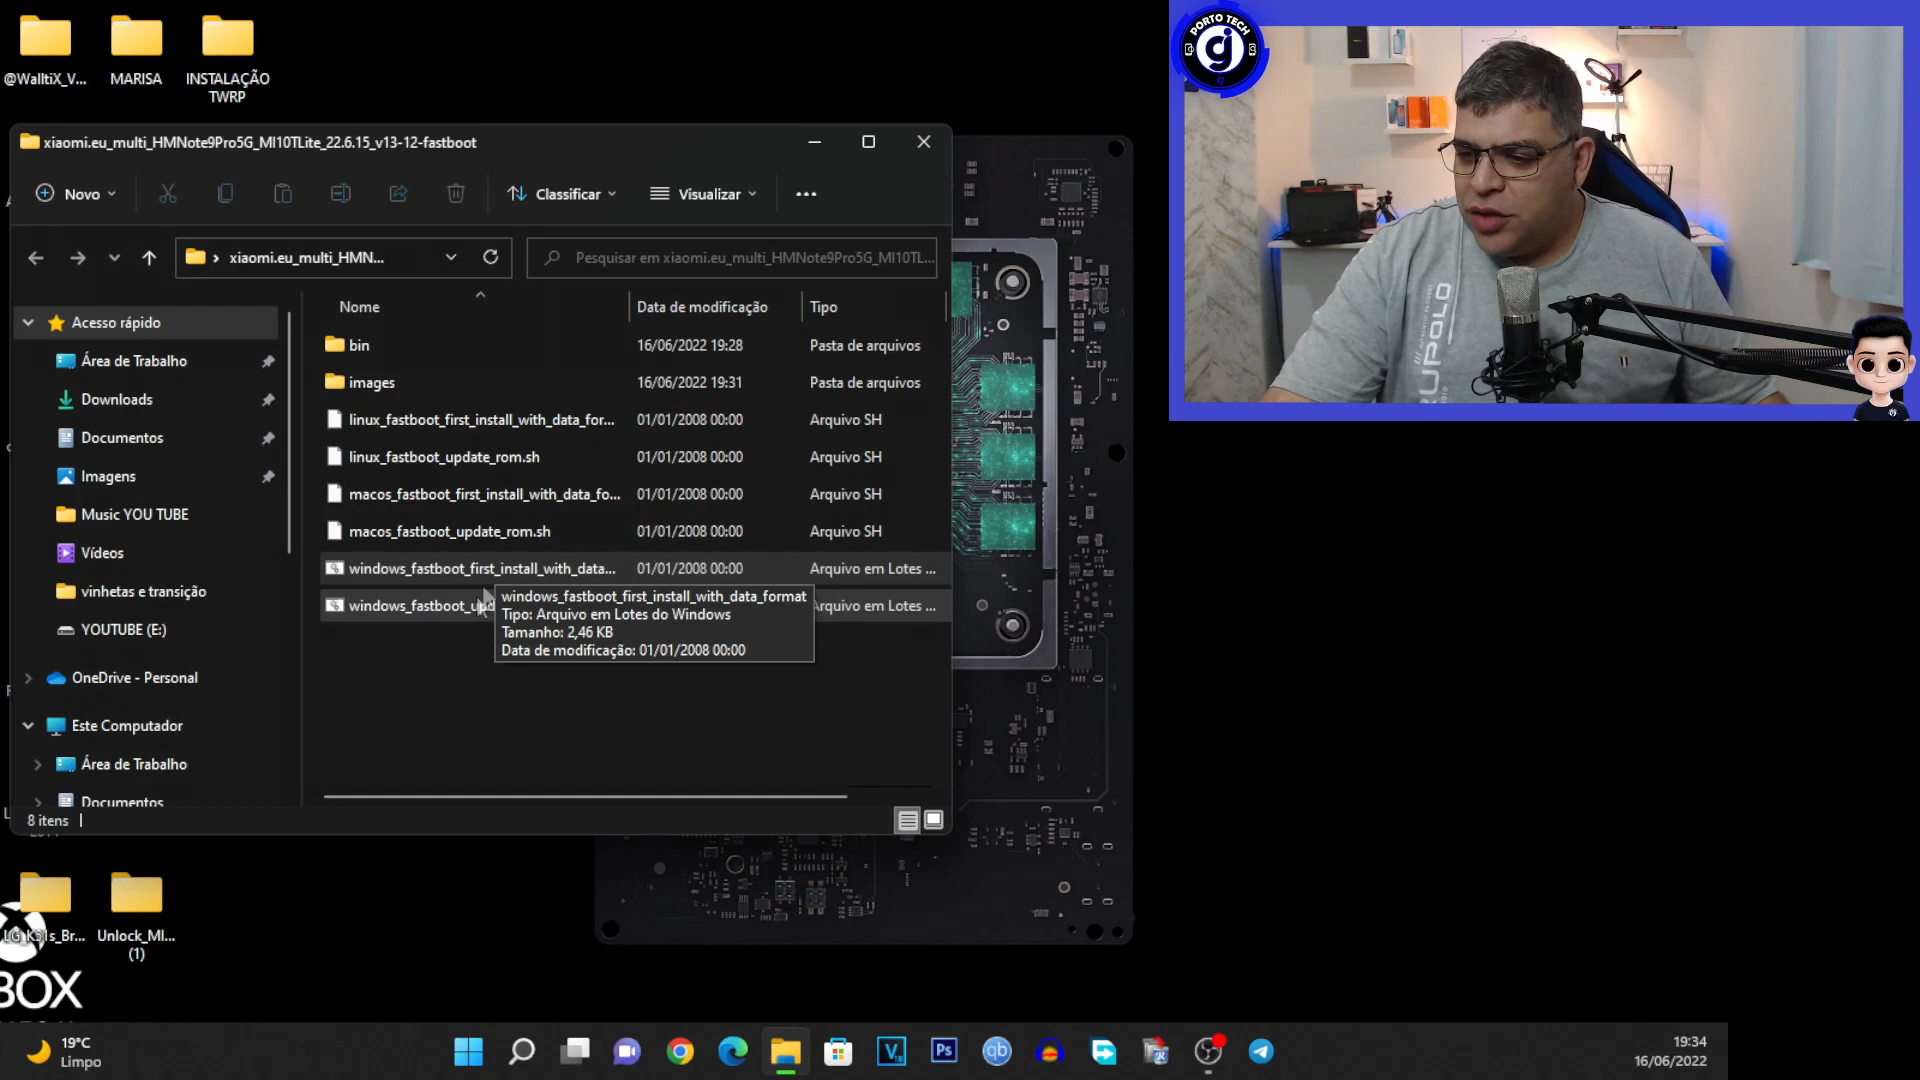 @WalltiX_V...
MARISA
INSTALAÇÃO
TWRP
PORTO TECH
xiaomi.eu_multi_HMNote9Pro5G_MI10TLite_22.6.15_v13-12-fastboot
Novo
Classificar
Visualizar
xiaomi.eu_multi_HMN...
Pesquisar em xiaomi.eu_multi_HMNote9Pro5G_MI10TL...
Nome
Data de modificação
Tipo
Acesso rápido
Área de Trabalho
Downloads
Documentos
Imagens
Music YOU TUBE
Vídeos
vinhetas e transição
YOUTUBE (E:)
OneDrive - Personal
Este Computador
Área de Trabalho
Documentos
bin 16/06/2022 19:28 Pasta de arquivos
images 16/06/2022 19:31 Pasta de arquivos
linux_fastboot_first_install_with_data_for... 01/01/2008 00:00 Arquivo SH
linux_fastboot_update_rom.sh 01/01/2008 00:00 Arquivo SH
macos_fastboot_first_install_with_data_fo... 01/01/2008 00:00 Arquivo SH
macos_fastboot_update_rom.sh 01/01/2008 00:00 Arquivo SH
windows_fastboot_first_install_with_data... 01/01/2008 00:00 Arquivo em Lotes ...
windows_fastboot_upd Arquivo em Lotes ...
windows_fastboot_first_install_with_data_format
Tipo: Arquivo em Lotes do Windows
Tamanho: 2,46 KB
Data de modificação: 01/01/2008 00:00
8 itens
LG_K51s_Br...
Unlock_MI...
(1)
BOX
19°C
Limpo
Ps
qb
19:34
16/06/2022